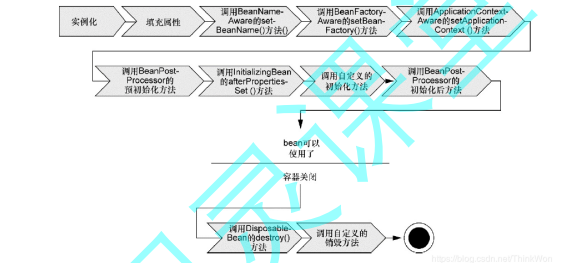 实例化
填充属性
调用BeanName-
Aware的set-
BeanName()方法()
调用BeanFactory-
Aware的setBean-
Factory()方法
调用ApplicationContext-
Aware的setApplication-
Context ()方法
调用BeanPost-
Processor的
预初始化方法
调用InitializingBean
的afterProperties-
Set ()方法
调用自定义的
初始化方法
调用BeanPost-
Processor的
初始化后方法
bean可以
使用了
容器关闭
调用Disposable-
Bean的destroy()
方法
调用自定义的
销毁方法
https://blog.csdn.net/ThinkWon